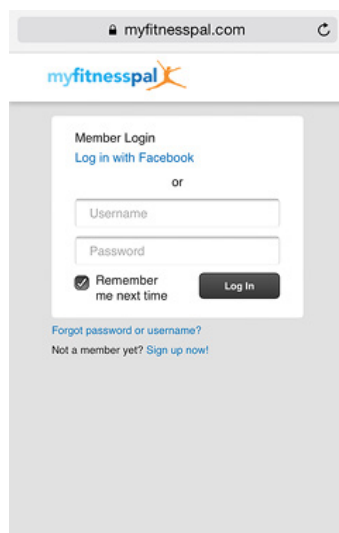 myfitnesspal.com
myfitnesspal
Member Login
Log in with Facebook
or
Username
Password
Remember
me next time
Log In
Forgot password or username?
Not a member yet? Sign up now!